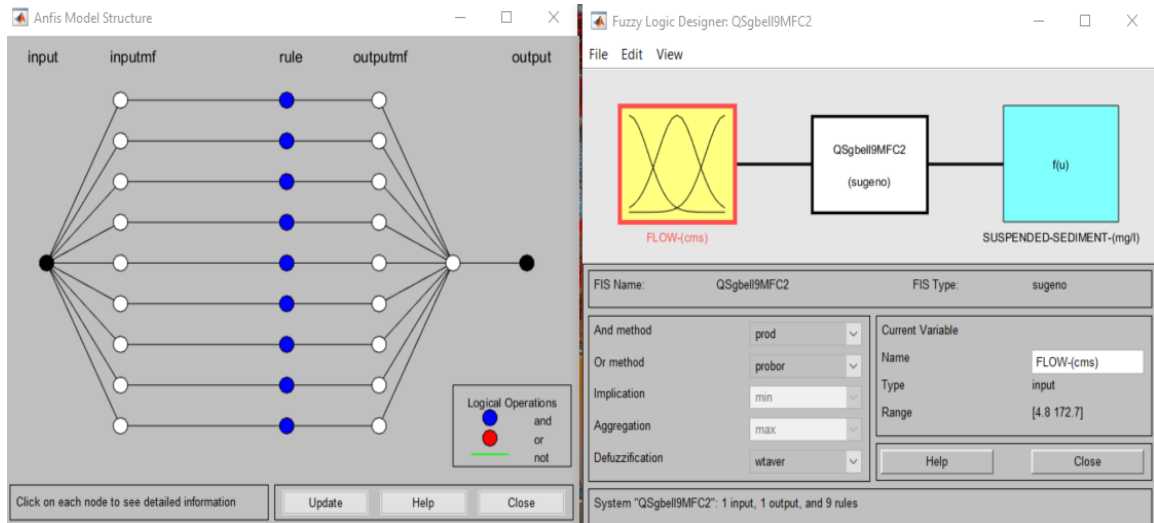 Anfis Model Structure
input inputmf rule outputmf output
Logical Operations
and
or
not
Click on each node to see detailed information
Update Help Close
Fuzzy Logic Designer: QSgbell9MFC2
File Edit View
QSgbell9MFC2
(sugeno)
f(u)
FLOW-(cms)
SUSPENDED-SEDIMENT-(mg/l)
FIS Name: QSgbell9MFC2 FIS Type: sugeno
And method prod
Or method probor
Implication min
Aggregation max
Defuzzification wtaver
Current Variable
Name FLOW-(cms)
Type input
Range [4.8 172.7]
Help Close
System "QSgbell9MFC2": 1 input, 1 output, and 9 rules